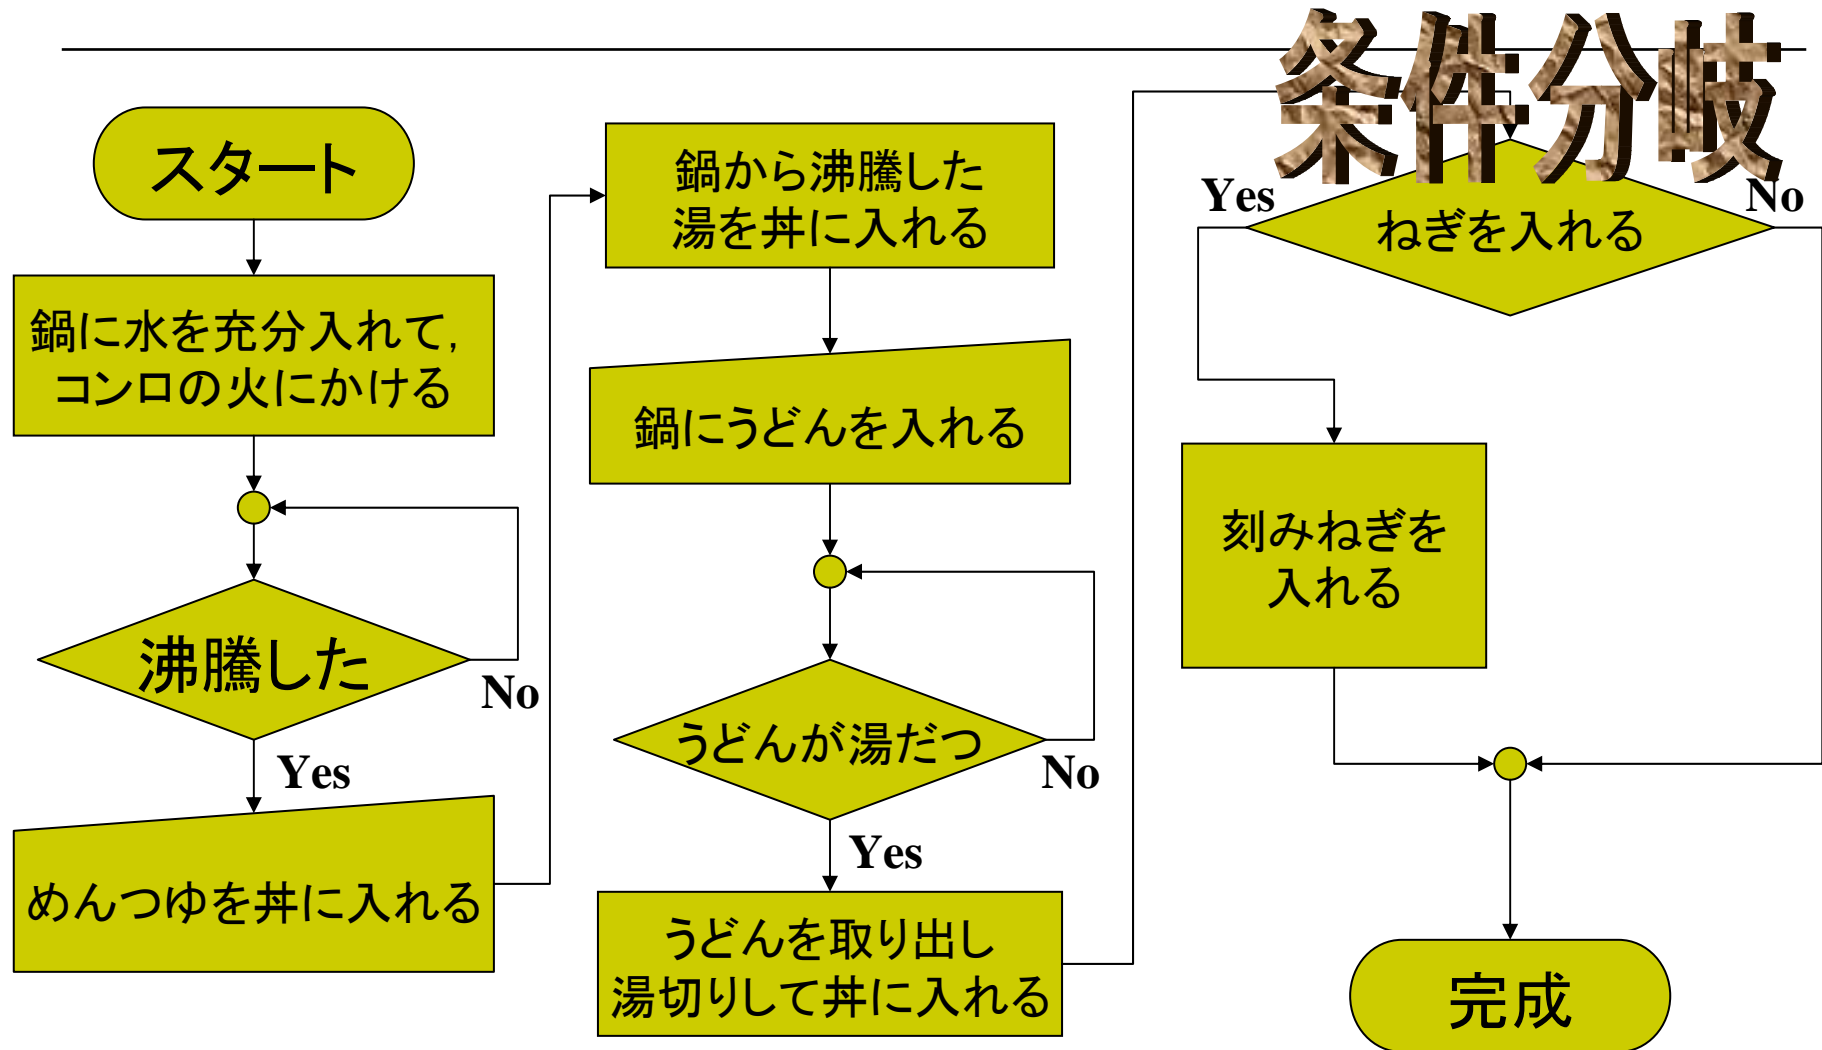 条件分岐
スタート
鍋に水を充分入れて,
コンロの火にかける
沸騰した
No
Yes
めんつゆを丼に入れる
鍋から沸騰した
湯を丼に入れる
鍋にうどんを入れる
うどんが湯だつ
No
Yes
うどんを取り出し
湯切りして丼に入れる
Yes
No
ねぎを入れる
刻みねぎを
入れる
完成